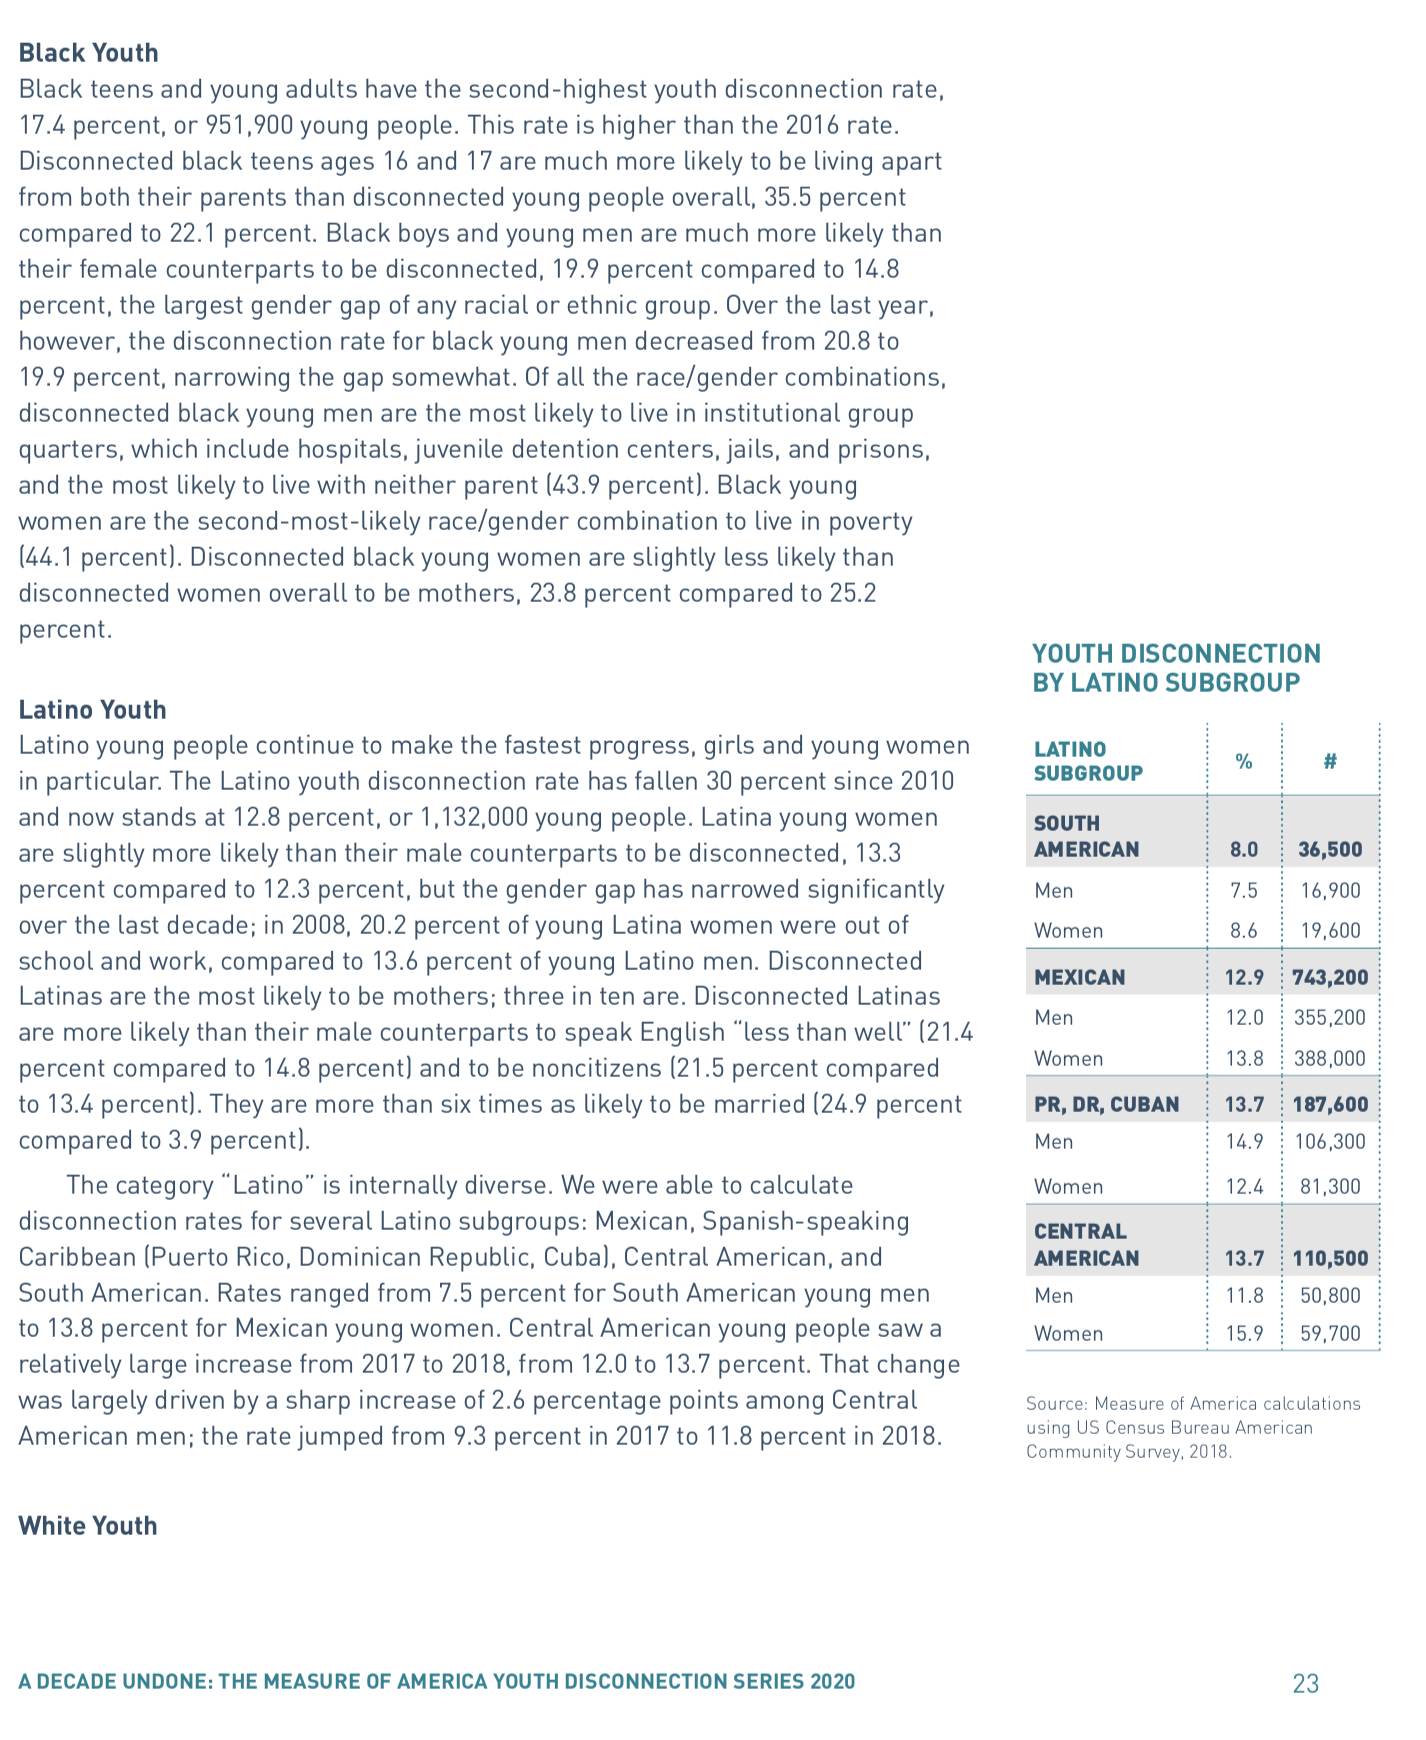 Black Youth
Black teens and young adults have the second-highest youth disconnection rate,
17.4 percent, or 951,900 young people. This rate is higher than the 2016 rate.
Disconnected black teens ages 16 and 17 are much more likely to be living apart
from both their parents than disconnected young people overall, 35.5 percent
compared to 22.1 percent. Black boys and young men are much more likely than
their female counterparts to be disconnected, 19.9 percent compared to 14.8
percent, the largest gender gap of any racial or ethnic group. Over the last year,
however, the disconnection rate for black young men decreased from 20.8 to
19.9 percent, narrowing the gap somewhat. Of all the race/gender combinations,
disconnected black young men are the most likely to live in institutional group
quarters, which include hospitals, juvenile detention centers, jails, and prisons,
and the most likely to live with neither parent (43.9 percent). Black young
women are the second-most-likely race/gender combination to live in poverty
(44.1 percent). Disconnected black young women are slightly less likely than
disconnected women overall to be mothers, 23.8 percent compared to 25.2
percent.
Latino Youth
Latino young people continue to make the fastest progress, girls and young women
in particular. The Latino youth disconnection rate has fallen 30 percent since 2010
and now stands at 12.8 percent, or 1,132,000 young people. Latina young women
are slightly more likely than their male counterparts to be disconnected, 13.3
percent compared to 12.3 percent, but the gender gap has narrowed significantly
over the last decade; in 2008, 20.2 percent of young Latina women were out of
school and work, compared to 13.6 percent of young Latino men. Disconnected
Latinas are the most likely to be mothers; three in ten are. Disconnected Latinas
are more likely than their male counterparts to speak English “less than well” (21.4
percent compared to 14.8 percent) and to be noncitizens (21.5 percent compared
to 13.4 percent). They are more than six times as likely to be married (24.9 percent
compared to 3.9 percent).
The category “Latino” is internally diverse. We were able to calculate
disconnection rates for several Latino subgroups: Mexican, Spanish-speaking
Caribbean (Puerto Rico, Dominican Republic, Cuba), Central American, and
South American. Rates ranged from 7.5 percent for South American young men
to 13.8 percent for Mexican young women. Central American young people saw a
relatively large increase from 2017 to 2018, from 12.0 to 13.7 percent. That change
was largely driven by a sharp increase of 2.6 percentage points among Central
American men; the rate jumped from 9.3 percent in 2017 to 11.8 percent in 2018.
White Youth
YOUTH DISCONNECTION
BY LATINO SUBGROUP
LATINO
SUBGROUP % #
SOUTH
AMERICAN 8.0 36,500
Men 7.5 16,900
Women 8.6 19,600
MEXICAN 12.9 743,200
Men 12.0 355,200
Women 13.8 388,000
PR, DR, CUBAN 13.7 187,600
Men 14.9 106,300
Women 12.4 81,300
CENTRAL
AMERICAN 13.7 110,500
Men 11.8 50,800
Women 15.9 59,700
Source: Measure of America calculations
using US Census Bureau American
Community Survey, 2018.
A DECADE UNDONE: THE MEASURE OF AMERICA YOUTH DISCONNECTION SERIES 2020
23